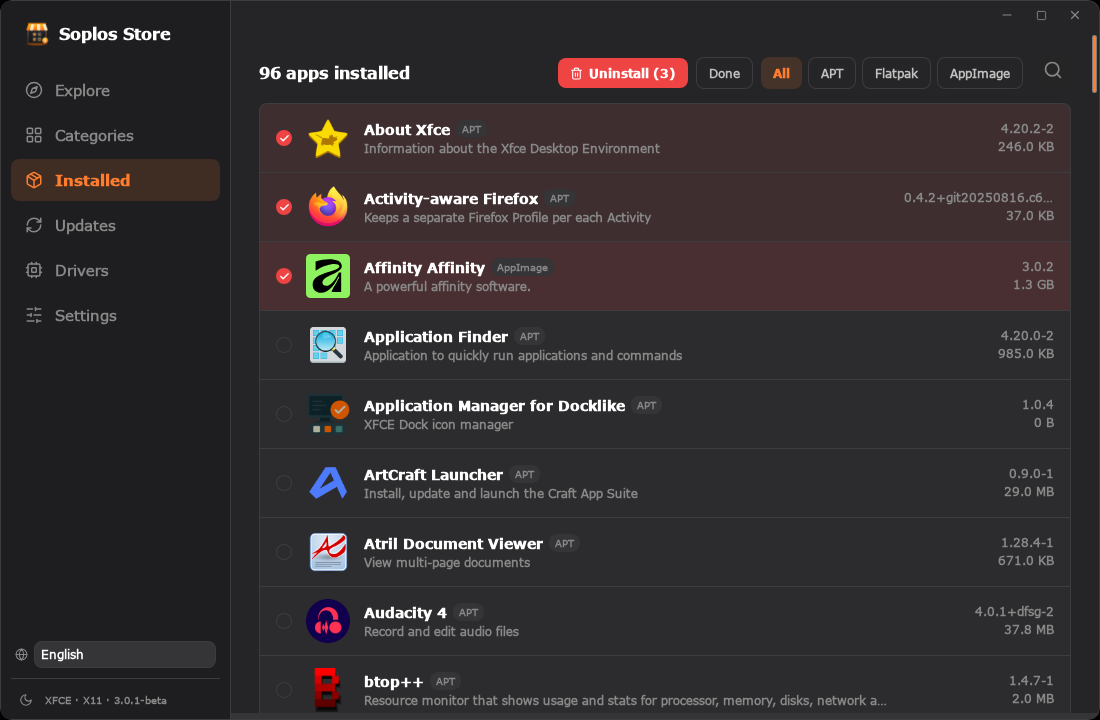 Soplos Store
Explore
Categories
Installed
Updates
Drivers
Settings
English
XFCE · X11 · 3.0.1-beta
96 apps installed
Uninstall (3)
Done
All
APT
Flatpak
AppImage
About Xfce APT 4.20.2-2
Information about the Xfce Desktop Environment 246.0 KB
Activity-aware Firefox APT 0.4.2+git20250816.c6...
Keeps a separate Firefox Profile per each Activity 37.0 KB
Affinity Affinity AppImage 3.0.2
A powerful affinity software. 1.3 GB
Application Finder APT 4.20.0-2
Application to quickly run applications and commands 985.0 KB
Application Manager for Docklike APT 1.0.4
XFCE Dock icon manager 0 B
ArtCraft Launcher APT 0.9.0-1
Install, update and launch the Craft App Suite 29.0 MB
Atril Document Viewer APT 1.28.4-1
View multi-page documents 671.0 KB
Audacity 4 APT 4.0.1+dfsg-2
Record and edit audio files 37.8 MB
btop++ APT 1.4.7-1
Resource monitor that shows usage and stats for processor, memory, disks, network a... 2.0 MB